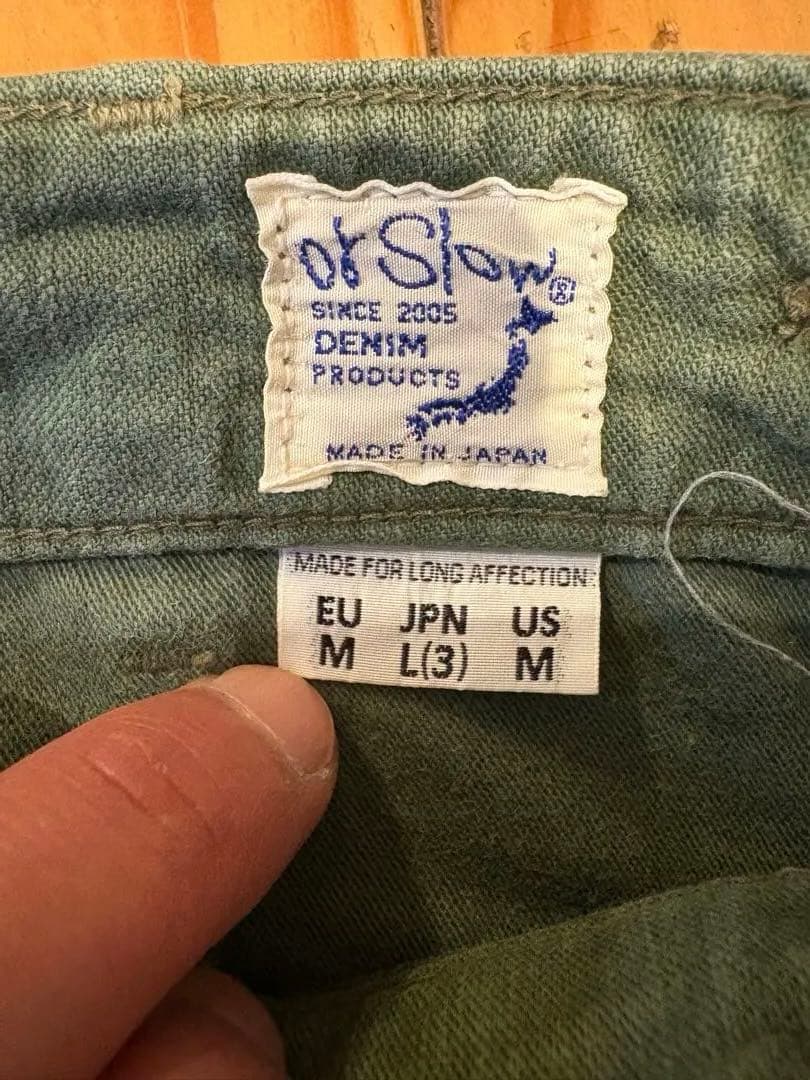 orSlow®
SINCE 2005
DENIM
PRODUCTS
MADE IN JAPAN
MADE FOR LONG AFFECTION
EU JPN US
M L(3) M